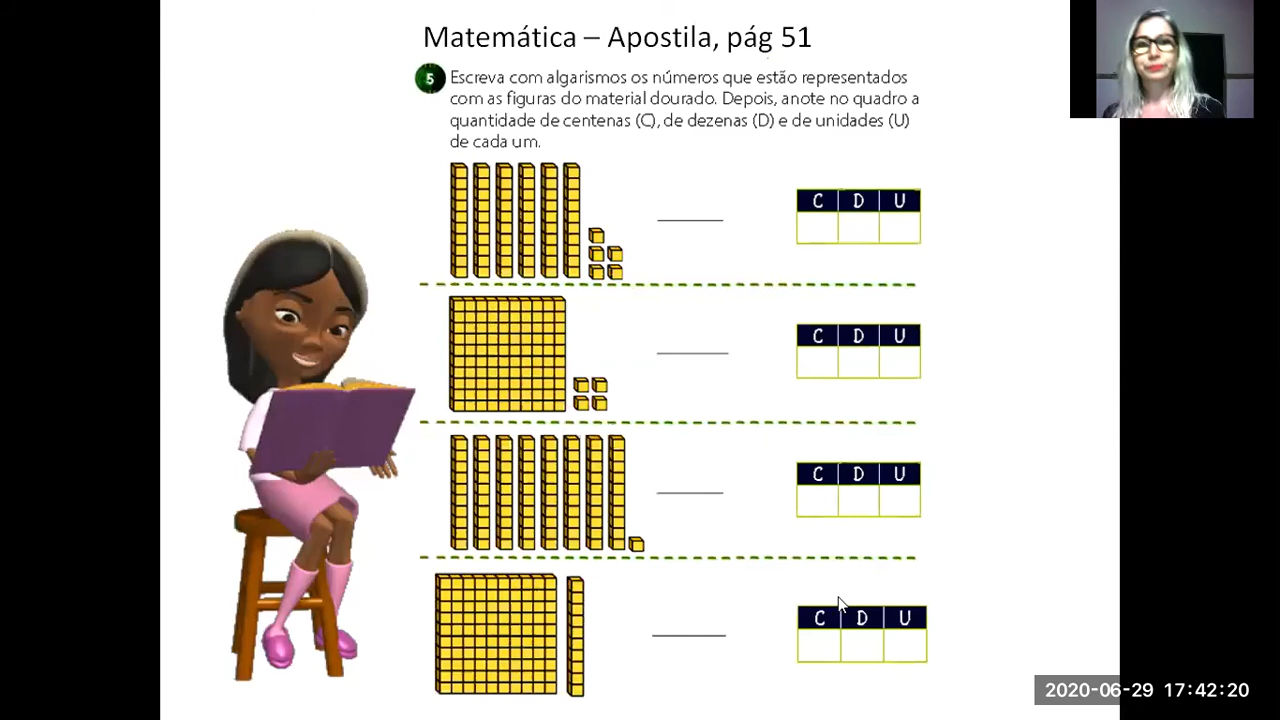 Matemática – Apostila, pág 51
5 Escreva com algarismos os números que estão representados
com as figuras do material dourado. Depois, anote no quadro a
quantidade de centenas (C), de dezenas (D) e de unidades (U)
de cada um.
C D U
C D U
C D U
C D U
2020-06-29 17:42:20